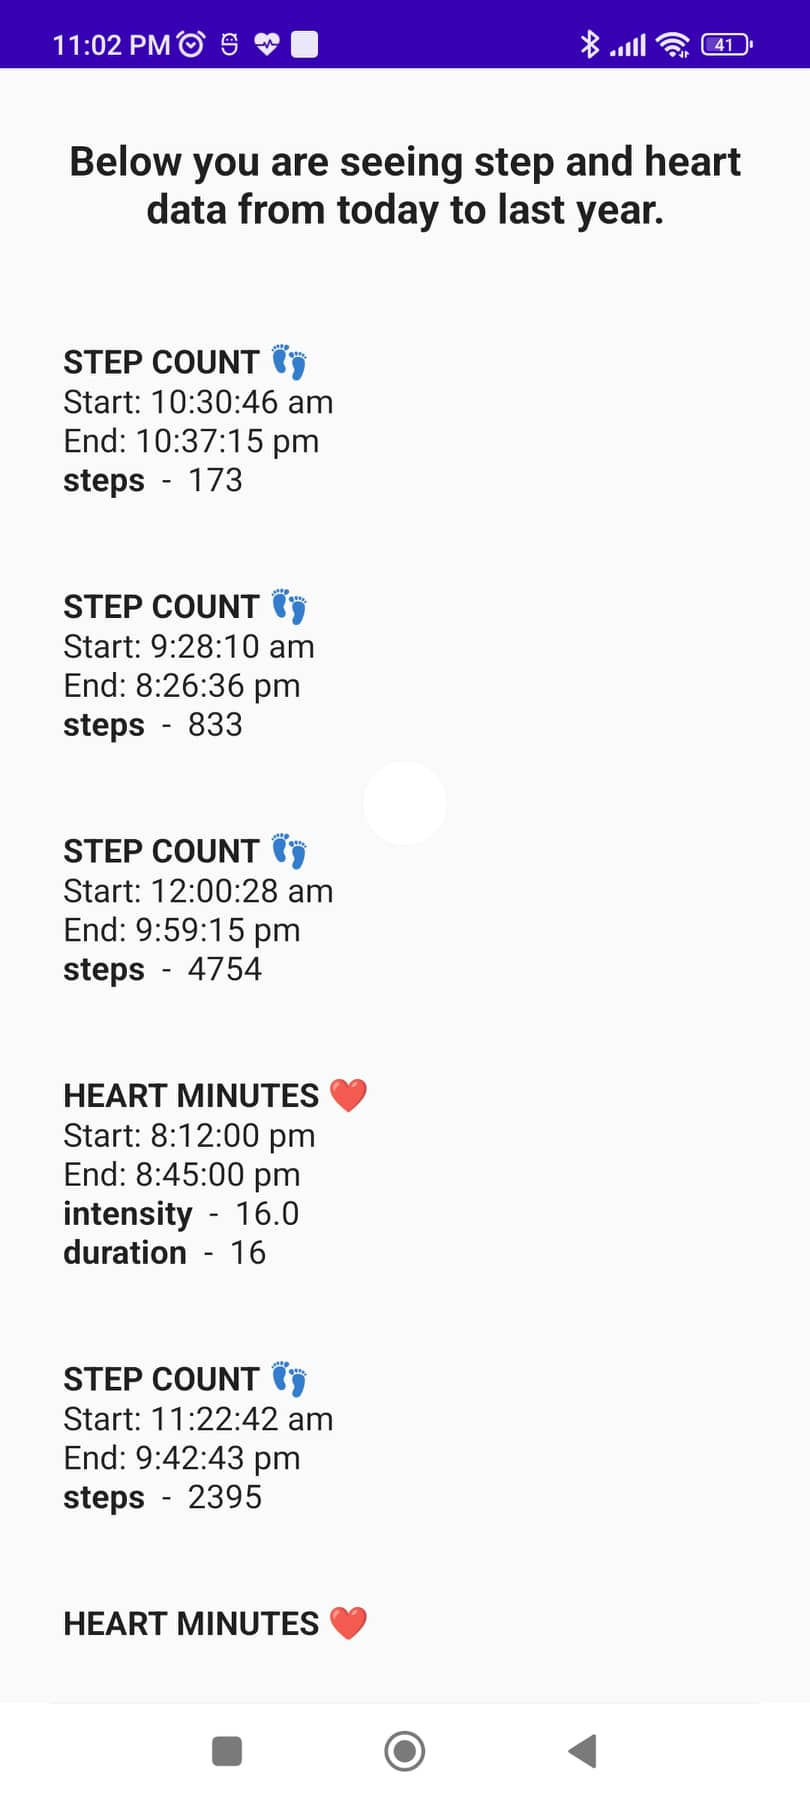 11:02 PM
41
Below you are seeing step and heart
data from today to last year.
STEP COUNT 👣
Start: 10:30:46 am
End: 10:37:15 pm
steps - 173
STEP COUNT 👣
Start: 9:28:10 am
End: 8:26:36 pm
steps - 833
STEP COUNT 👣
Start: 12:00:28 am
End: 9:59:15 pm
steps - 4754
HEART MINUTES ❤️
Start: 8:12:00 pm
End: 8:45:00 pm
intensity - 16.0
duration - 16
STEP COUNT 👣
Start: 11:22:42 am
End: 9:42:43 pm
steps - 2395
HEART MINUTES ❤️